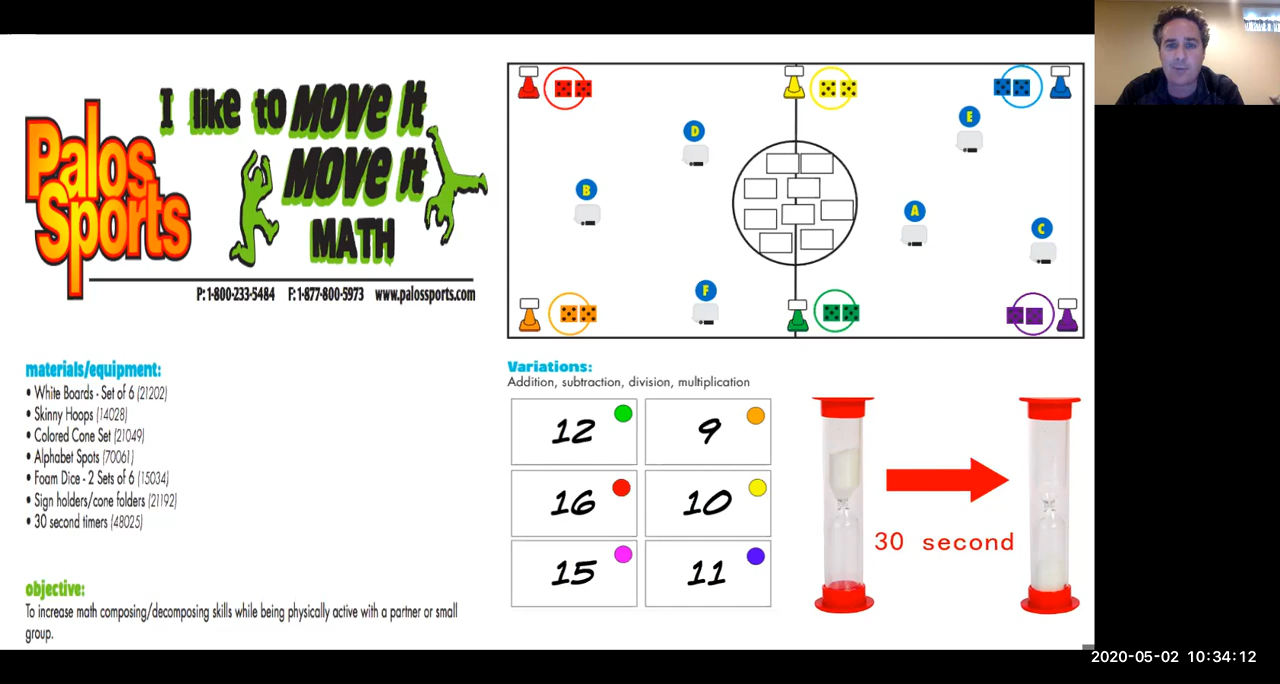 Palos
Sports
I like to MOVE It
MOVE It
MATH
P: 1-800-233-5484 F: 1-877-800-5973 www.palossports.com
materials/equipment:
• White Boards - Set of 6 (21202)
• Skinny Hoops (14028)
• Colored Cone Set (21049)
• Alphabet Spots (70061)
• Foam Dice - 2 Sets of 6 (15034)
• Sign holders/cone folders (21192)
• 30 second timers (48025)
objective:
To increase math composing/decomposing skills while being physically active with a partner or small
group.
D
E
B
A
C
F
Variations:
Addition, subtraction, division, multiplication
12
9
16
10
15
11
30 second
2020-05-02 10:34:12